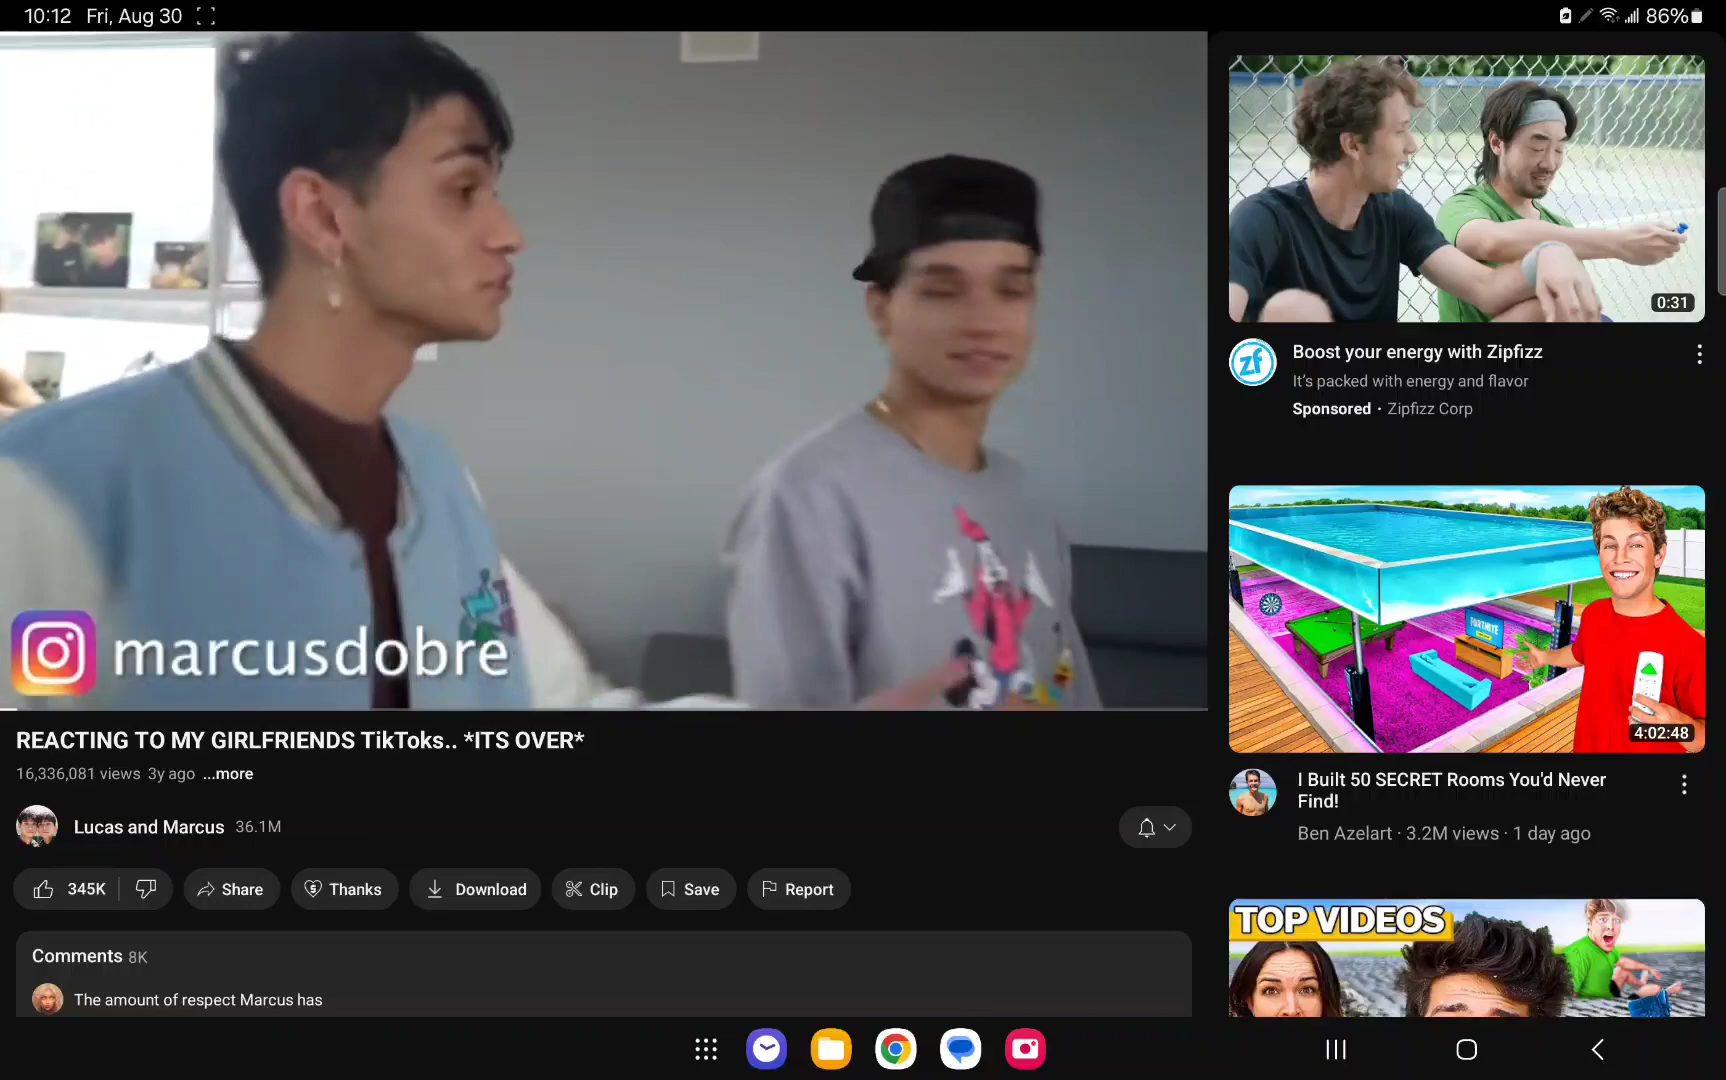 10:12 Fri, Aug 30
86%
marcusdobre
REACTING TO MY GIRLFRIENDS TikToks.. *ITS OVER*
16,336,081 views 3y ago ...more
Lucas and Marcus 36.1M
345K
Share
Thanks
Download
Clip
Save
Report
Comments 8K
The amount of respect Marcus has
0:31
zf
Boost your energy with Zipfizz
It's packed with energy and flavor
Sponsored · Zipfizz Corp
FORTNITE
4:02:48
I Built 50 SECRET Rooms You'd Never
Find!
Ben Azelart · 3.2M views · 1 day ago
TOP VIDEOS